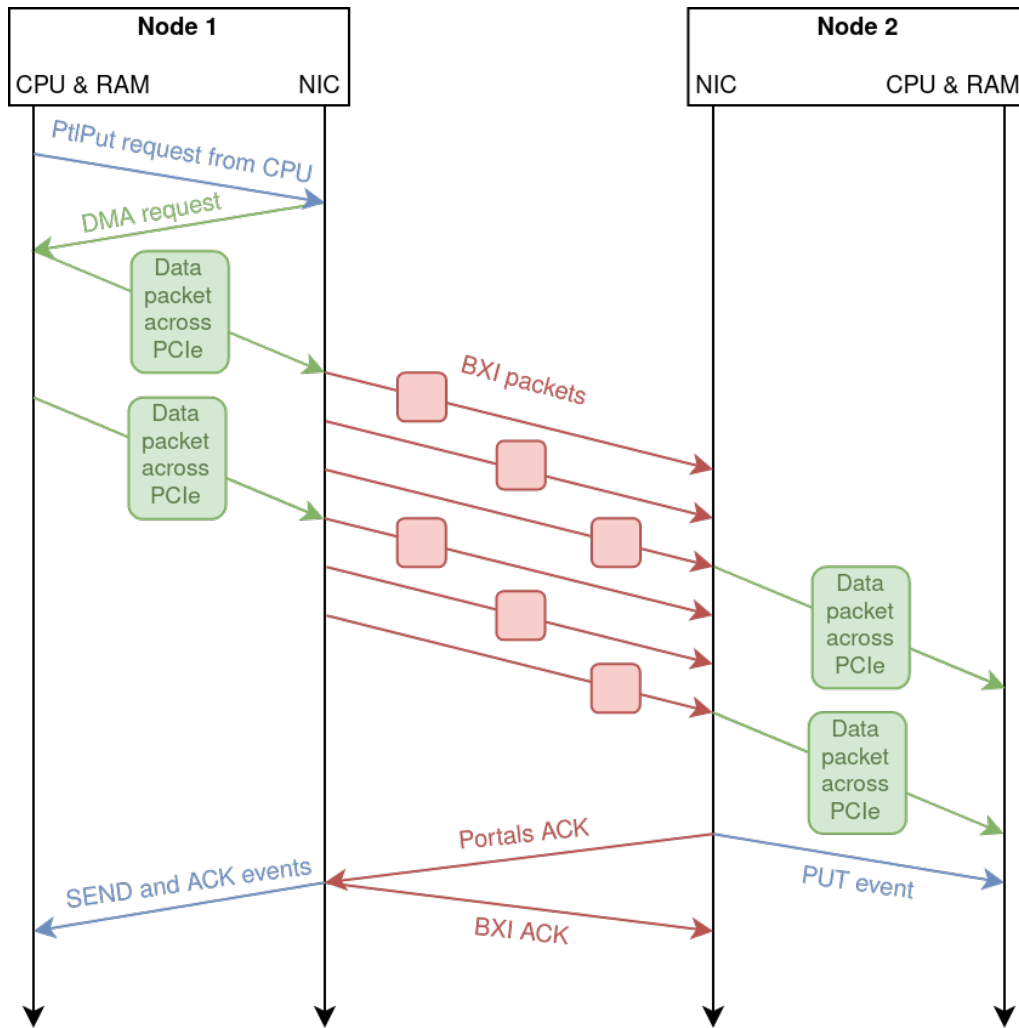 Node 1
Node 2
CPU & RAM
NIC
NIC
CPU & RAM
PtlPut request from CPU
DMA request
Data
packet
across
PCIe
BXI packets
Data
packet
across
PCIe
Data
packet
across
PCIe
Data
packet
across
PCIe
Portals ACK
SEND and ACK events
PUT event
BXI ACK